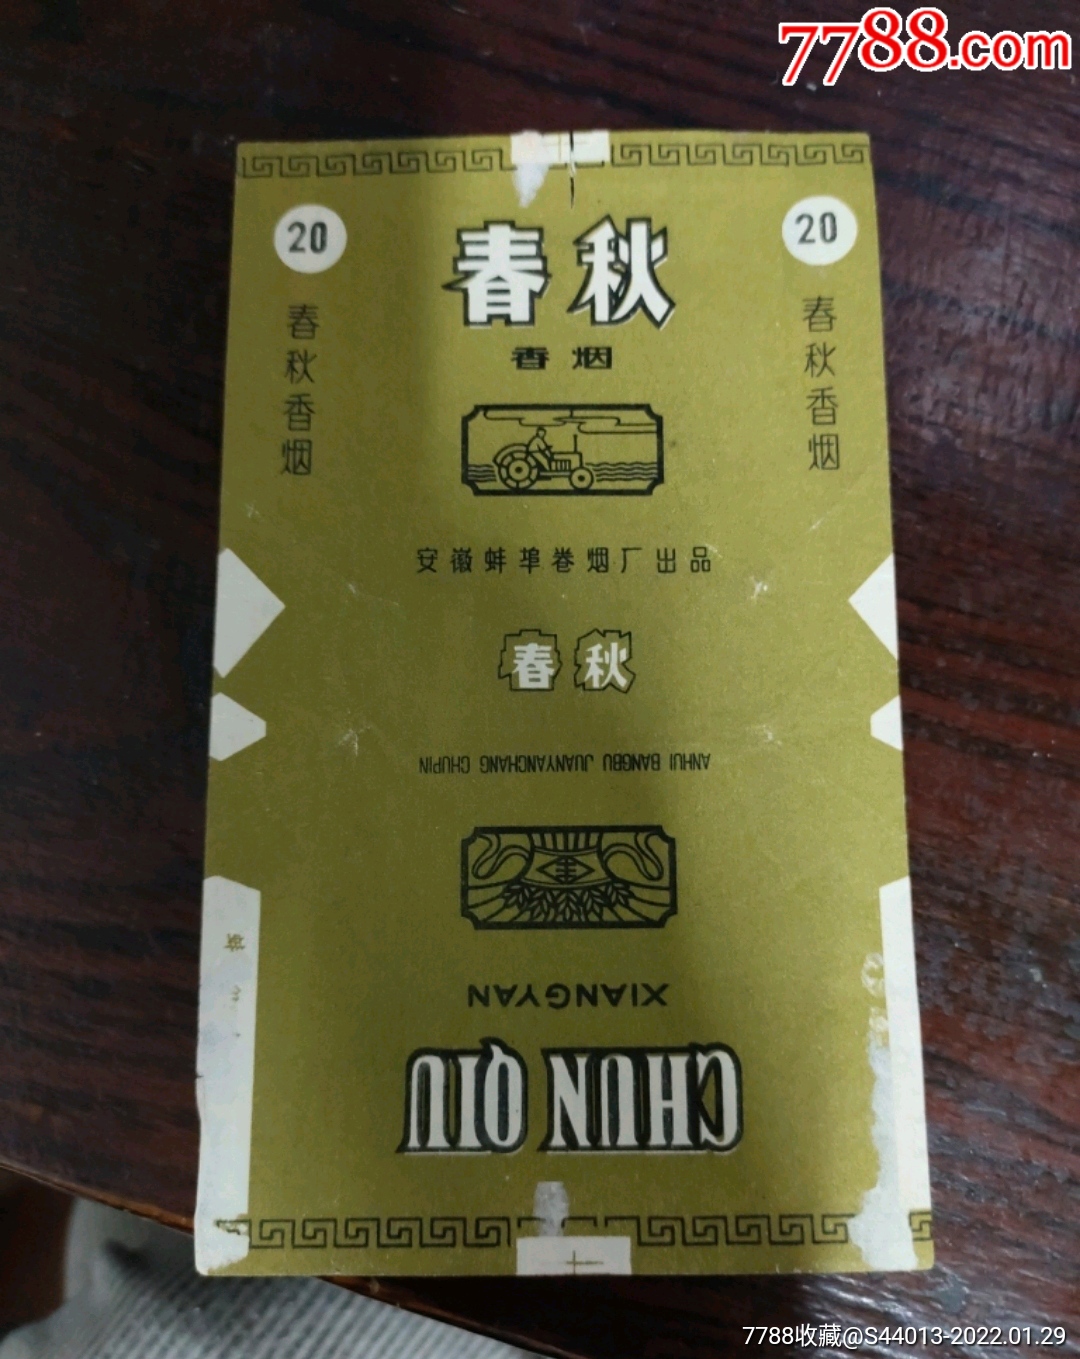 7788.com
20
20
春秋
香烟
春秋香烟
春秋香烟
安徽蚌埠卷烟厂出品
春秋
ANHUI BANGBU JUANYANCHANG CHUPIN
XIANGYAN
CHUN QIU
蚌
7788收藏@S44013-2022.01.29